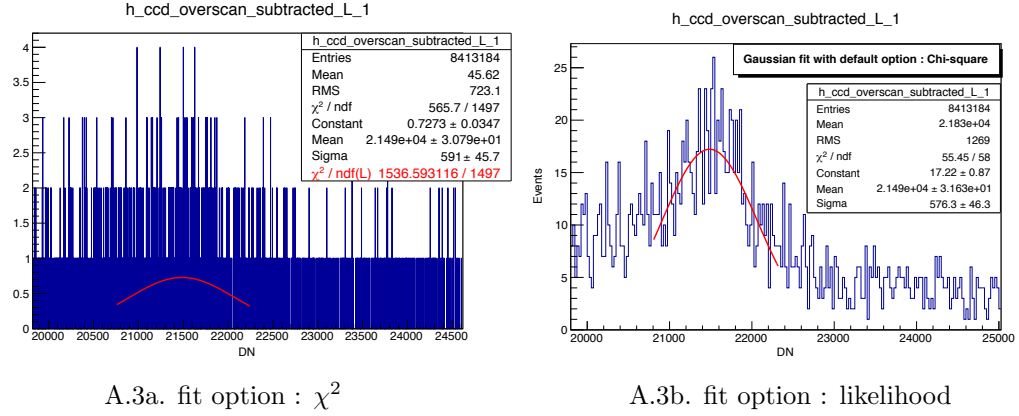 h_ccd_overscan_subtracted_L_1
h_ccd_overscan_subtracted_L_1
Entries 8413184
Mean 45.62
RMS 723.1
χ² / ndf 565.7 / 1497
Constant 0.7273 ± 0.0347
Mean 2.149e+04 ± 3.079e+01
Sigma 591 ± 45.7
χ² / ndf(L) 1536.593116 / 1497
4
3.5
3
2.5
2
1.5
1
0.5
0
20000 20500 21000 21500 22000 22500 23000 23500 24000 24500
DN
A.3a. fit option : χ²
h_ccd_overscan_subtracted_L_1
Gaussian fit with default option : Chi-square
h_ccd_overscan_subtracted_L_1
Entries 8413184
Mean 2.183e+04
RMS 1269
χ² / ndf 55.45 / 58
Constant 17.22 ± 0.87
Mean 2.149e+04 ± 3.163e+01
Sigma 576.3 ± 46.3
Events
25
20
15
10
5
0
20000 21000 22000 23000 24000 25000
DN
A.3b. fit option : likelihood